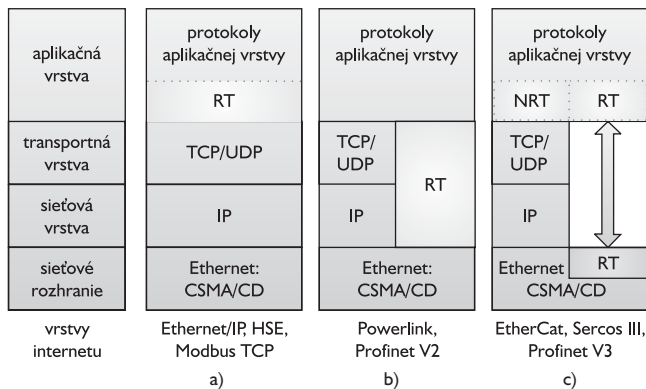 aplikačná
vrstva
transportná
vrstva
sieťová
vrstva
sieťové
rozhranie
vrstvy
internetu
protokoly
aplikačnej vrstvy
RT
TCP/UDP
IP
Ethernet:
CSMA/CD
Ethernet/IP, HSE,
Modbus TCP
a)
protokoly
aplikačnej vrstvy
TCP/
UDP
RT
IP
Ethernet:
CSMA/CD
Powerlink,
Profinet V2
b)
protokoly
aplikačnej vrstvy
NRT
RT
TCP/
UDP
IP
Ethernet
RT
CSMA/CD
EtherCat, Sercos III,
Profinet V3
c)